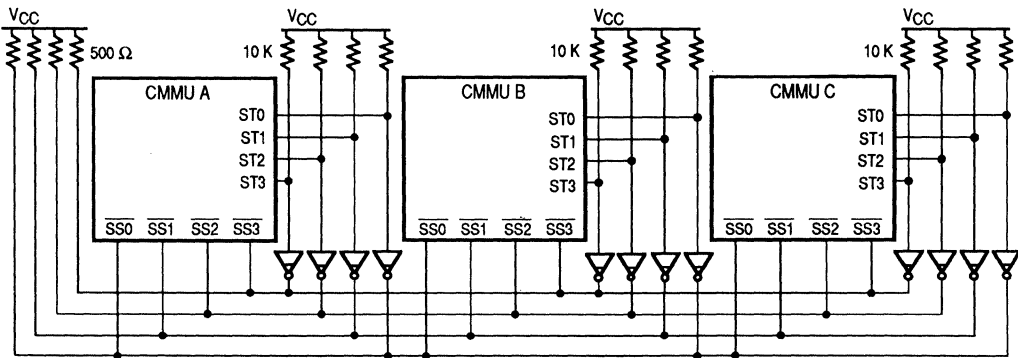 VCC VCC VCC VCC
500 Ω 10 K 10 K 10 K
CMMU A CMMU B CMMU C
ST0 ST0 ST0
ST1 ST1 ST1
ST2 ST2 ST2
ST3 ST3 ST3
SS0 SS1 SS2 SS3 SS0 SS1 SS2 SS3 SS0 SS1 SS2 SS3